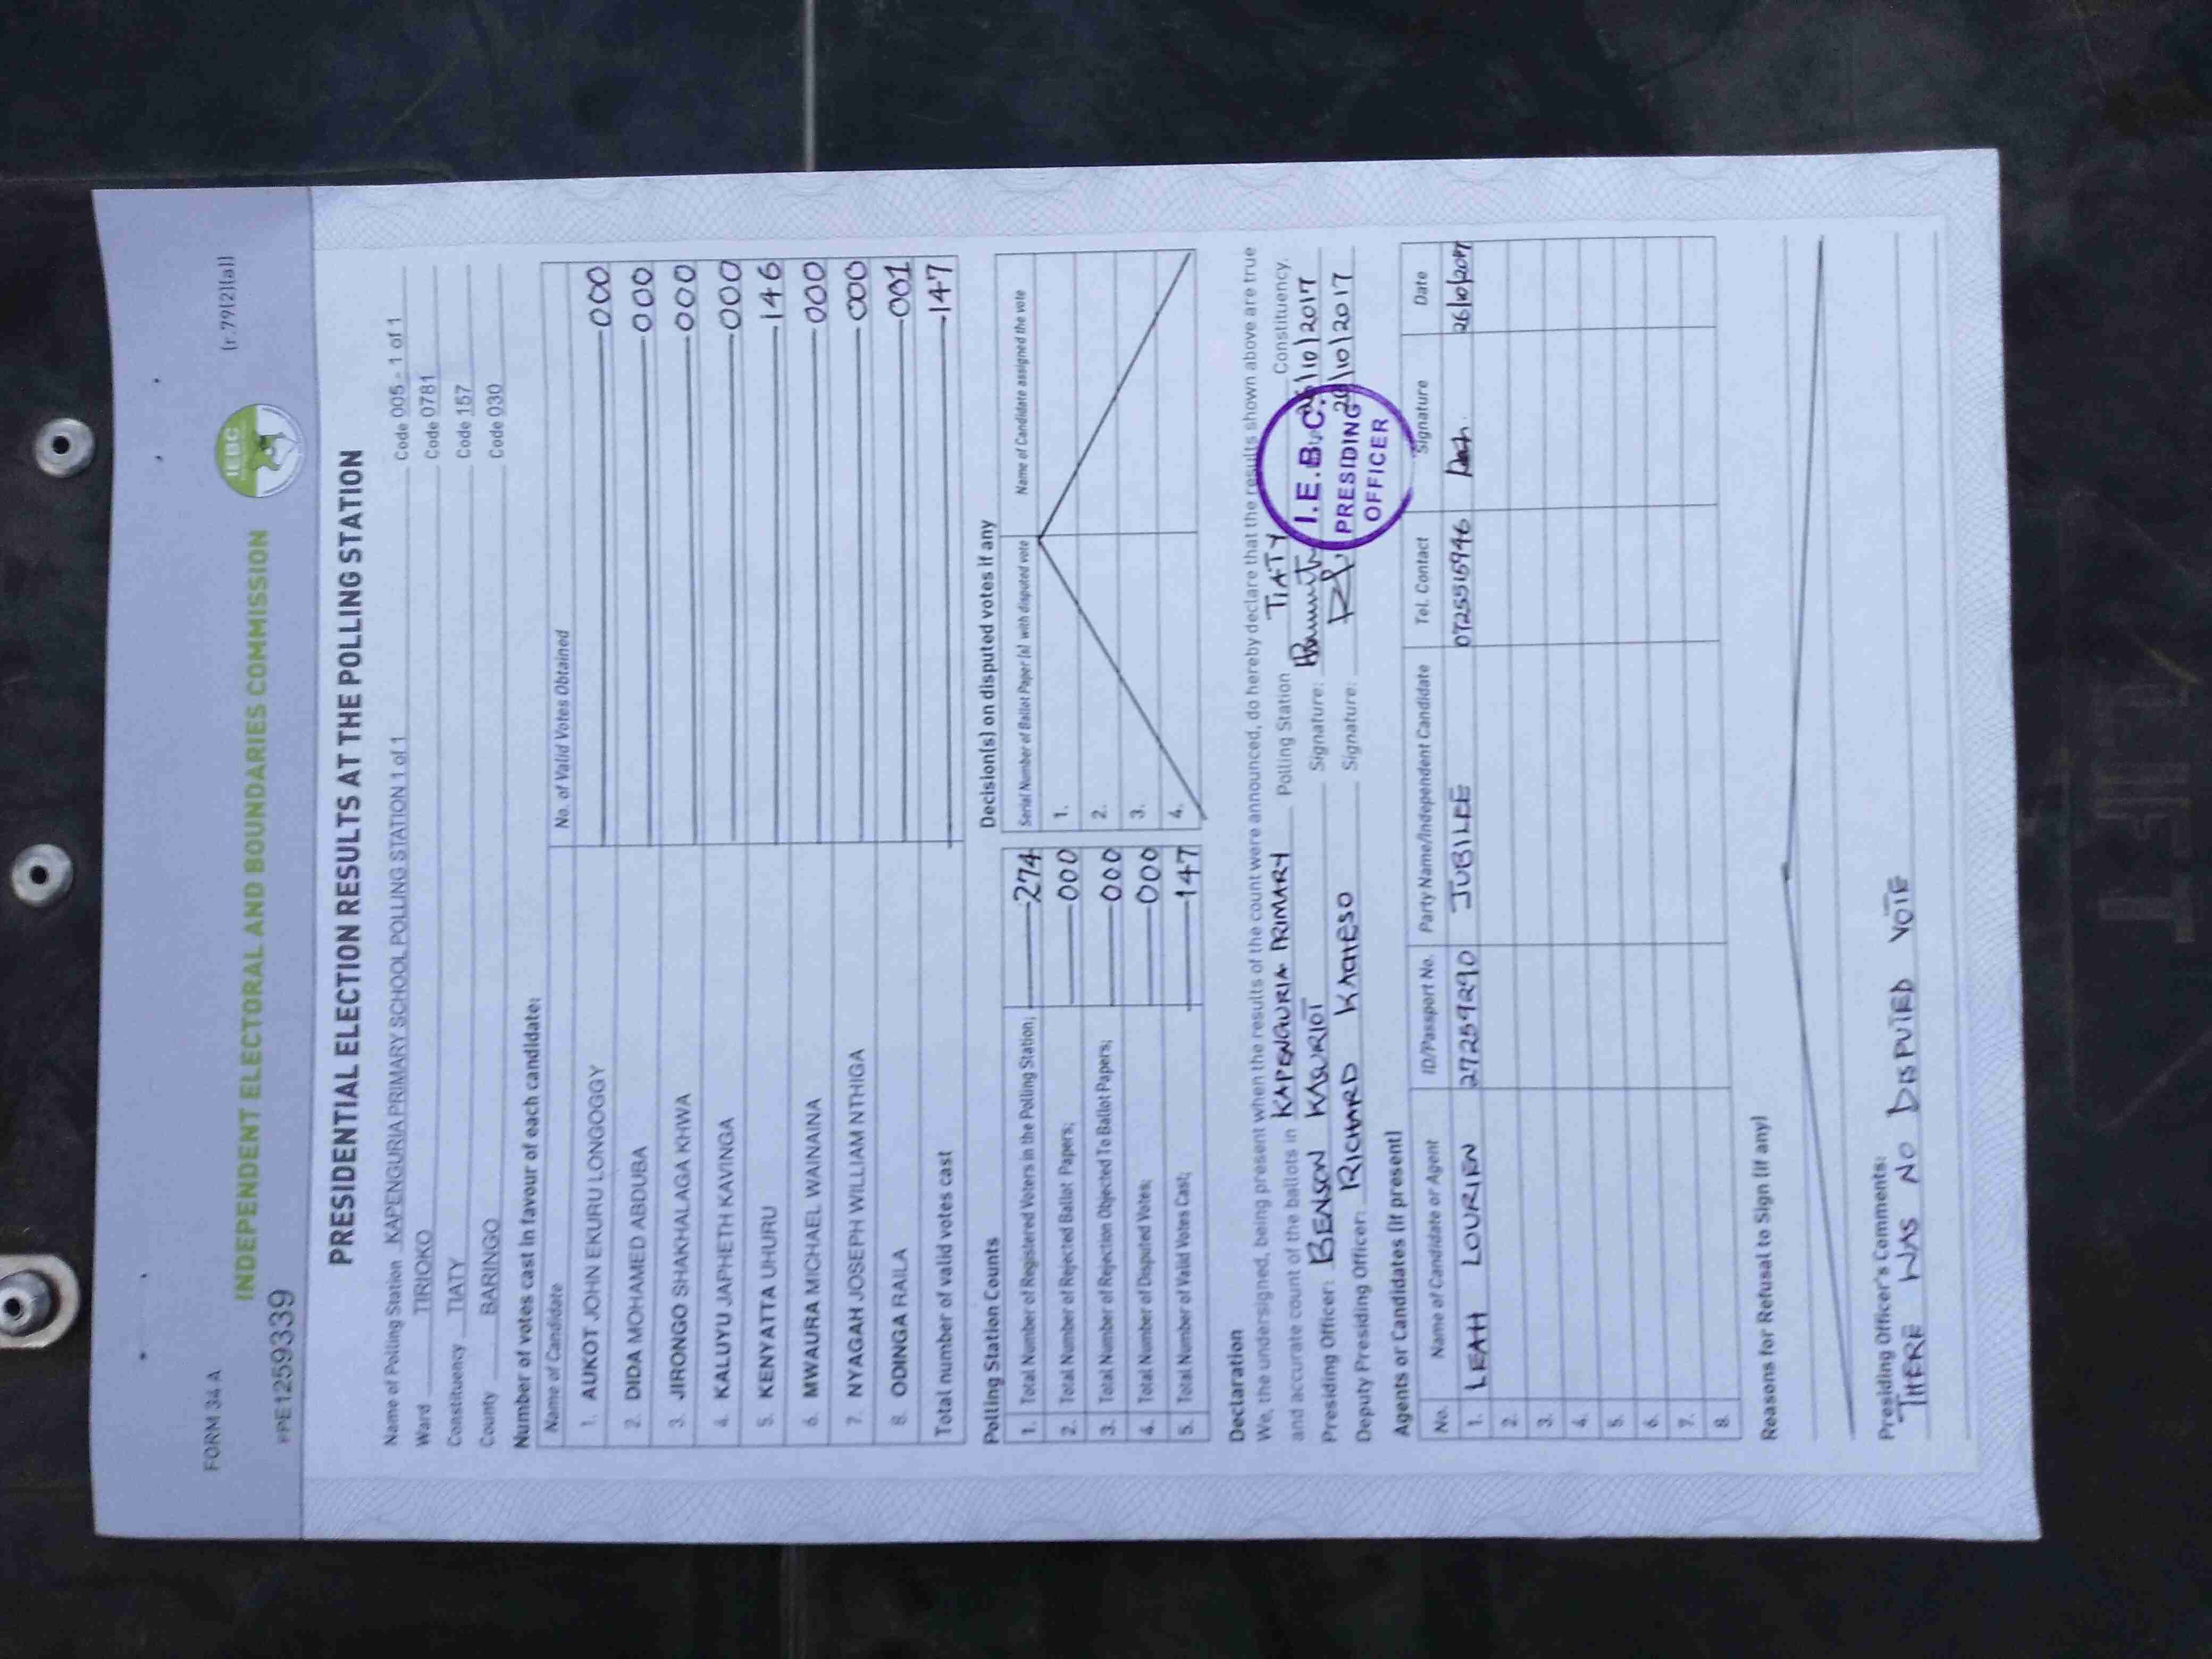 FORM 34 A
(r.79(2)(a))
INDEPENDENT ELECTORAL AND BOUNDARIES COMMISSION
IEBC
PRE1259339
PRESIDENTIAL ELECTION RESULTS AT THE POLLING STATION
Name of Polling Station KAPENGURIA PRIMARY SCHOOL POLLING STATION 1 of 1 Code 005 - 1 of 1
Ward TIRIOKO Code 0781
Constituency TIATY Code 157
County BARINGO Code 030
Number of votes cast in favour of each candidate:
Name of Candidate No. of Valid Votes Obtained
1. AUKOT JOHN EKURU LONGOGGY 000
2. DIDA MOHAMED ABDUBA 000
3. JIRONGO SHAKHALAGA KHWA 000
4. KALUYU JAPHETH KAVINGA 000
5. KENYATTA UHURU 146
6. MWAURA MICHAEL WAINAINA 000
7. NYAGAH JOSEPH WILLIAM NTHIGA 000
8. ODINGA RAILA 001
Total number of valid votes cast 147
Polling Station Counts
1. Total Number of Registered Voters in the Polling Station; 274
2. Total Number of Rejected Ballot Papers; 000
3. Total Number of Rejection Objected To Ballot Papers; 000
4. Total Number of Disputed Votes; 000
5. Total Number of Valid Votes Cast; 147
Decision(s) on disputed votes if any
Serial Number of Ballot Paper (s) with disputed vote Name of Candidate assigned the vote
1.
2.
3.
4.
Declaration
We, the undersigned, being present when the results of the count were announced, do hereby declare that the results shown above are true
and accurate count of the ballots in KAPENGURIA PRIMARY Polling Station TIATY Constituency.
Presiding Officer: BENSON KAURIOT Signature: 26/10/2017
Deputy Presiding Officer: RICHARD KACHESO Signature: 26/10/2017
I.E.B.C.
PRESIDING
OFFICER
Agents or Candidates (if present)
No. Name of Candidate or Agent ID/Passport No. Party Name/Independent Candidate Tel. Contact Signature Date
1. LEAH LOURIEN 27259290 JUBILEE 0725515946 26/10/2017
2.
3.
4.
5.
6.
7.
8.
Reasons for Refusal to Sign (if any)
Presiding Officer's Comments:
THERE WAS NO DISPUTED VOTE